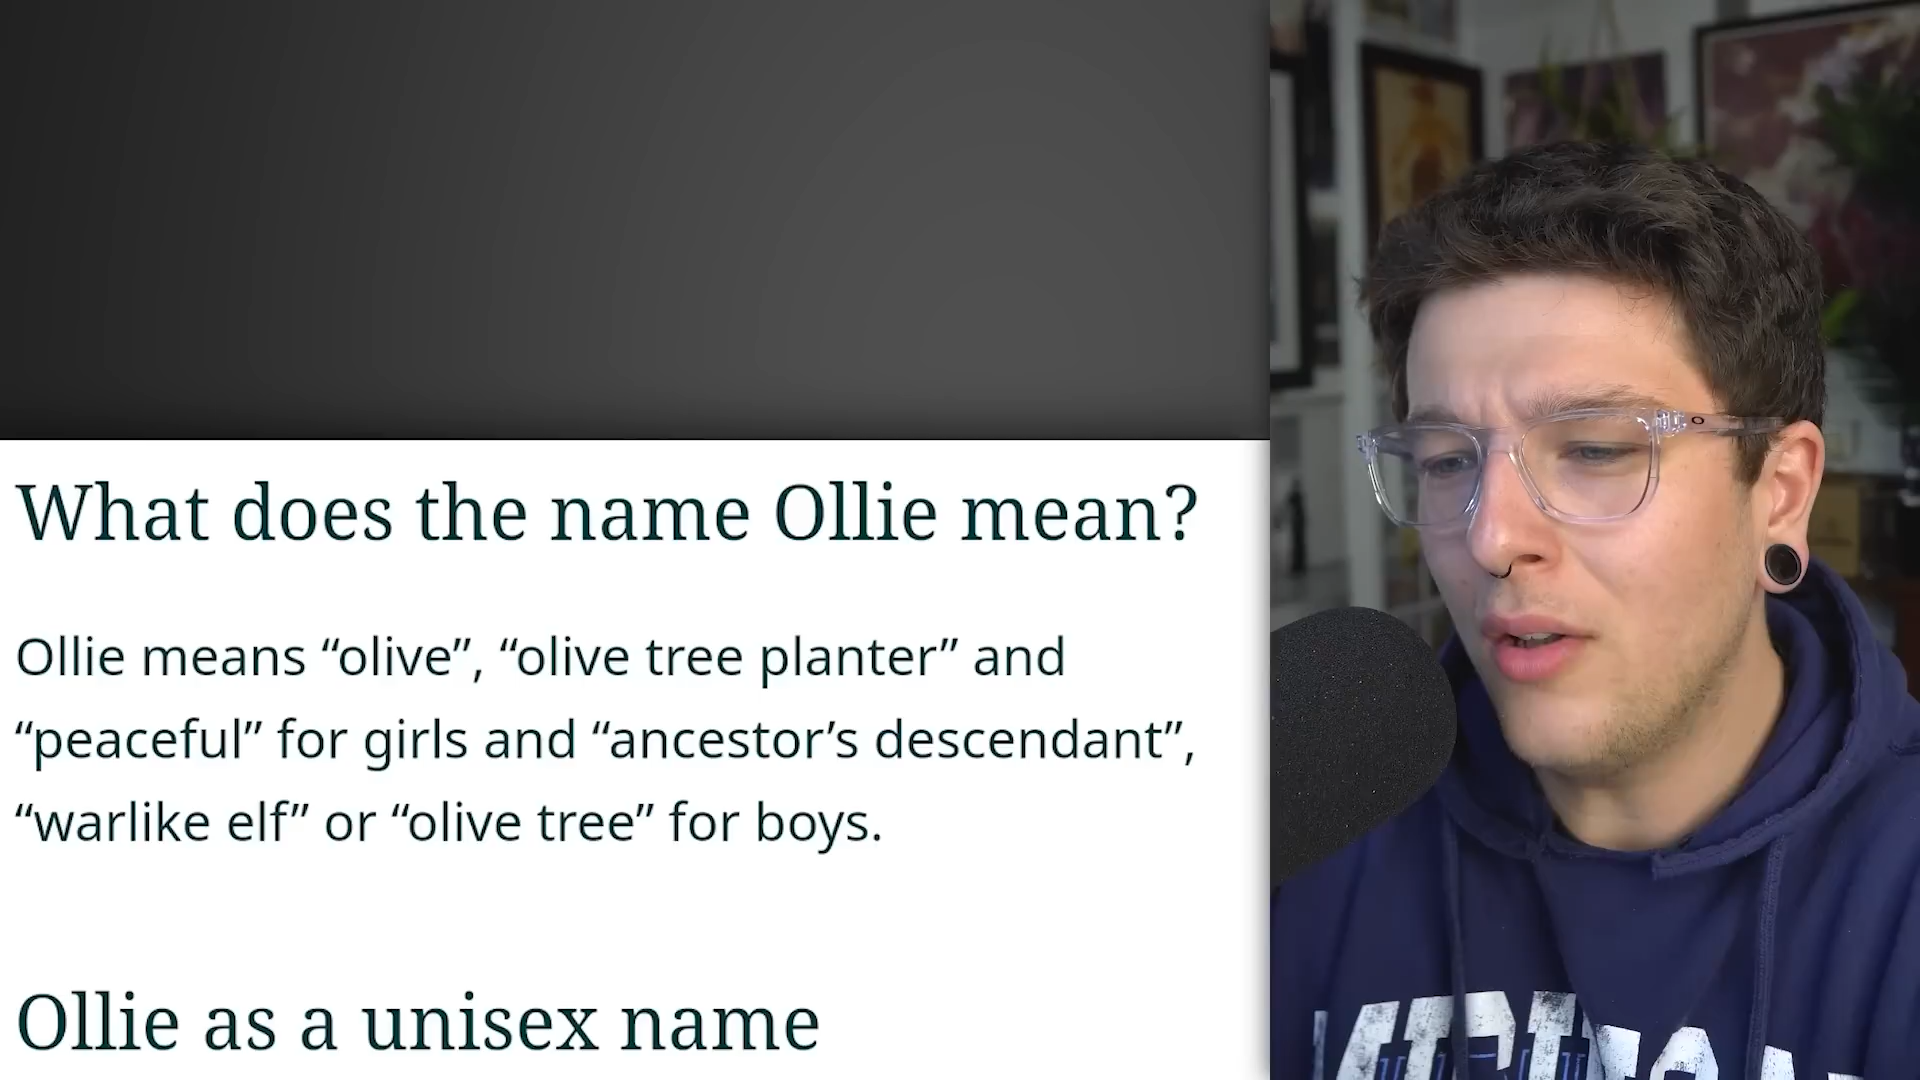 What does the name Ollie mean?
Ollie means “olive”, “olive tree planter” and
“peaceful” for girls and “ancestor’s descendant”,
“warlike elf” or “olive tree” for boys.
Ollie as a unisex name